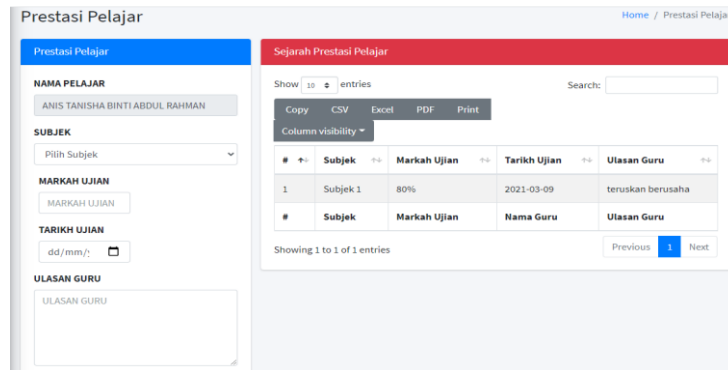 Prestasi Pelajar
Home / Prestasi Pelaja
Prestasi Pelajar
NAMA PELAJAR
ANIS TANISHA BINTI ABDUL RAHMAN
SUBJEK
Pilih Subjek
MARKAH UJIAN
MARKAH UJIAN
TARIKH UJIAN
dd/mm/
ULASAN GURU
ULASAN GURU
Sejarah Prestasi Pelajar
Show 10 entries
Search:
Copy CSV Excel PDF Print
Column visibility
# Subjek Markah Ujian Tarikh Ujian Ulasan Guru
1 Subjek 1 80% 2021-03-09 teruskan berusaha
# Subjek Markah Ujian Nama Guru Ulasan Guru
Showing 1 to 1 of 1 entries
Previous 1 Next